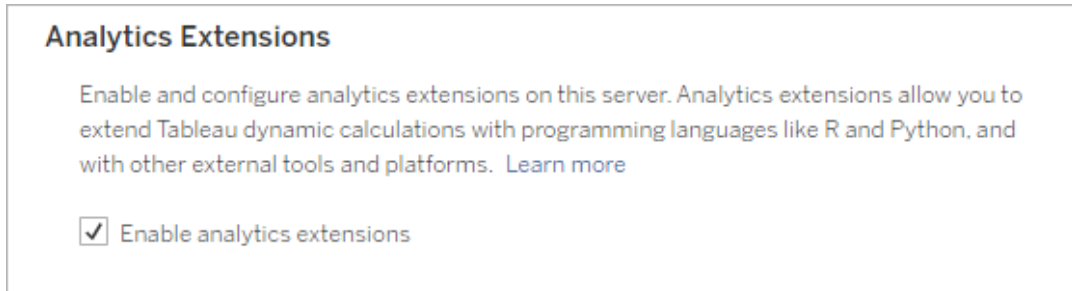 Analytics Extensions
Enable and configure analytics extensions on this server. Analytics extensions allow you to
extend Tableau dynamic calculations with programming languages like R and Python, and
with other external tools and platforms. Learn more
Enable analytics extensions